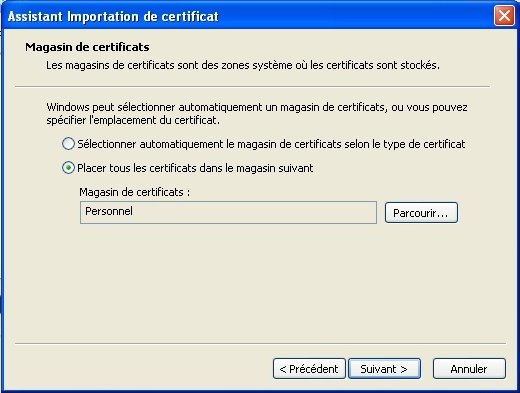 Assistant Importation de certificat
Magasin de certificats
Les magasins de certificats sont des zones système où les certificats sont stockés.
Windows peut sélectionner automatiquement un magasin de certificats, ou vous pouvez
spécifier l'emplacement du certificat.
Sélectionner automatiquement le magasin de certificats selon le type de certificat
Placer tous les certificats dans le magasin suivant
Magasin de certificats :
Personnel
Parcourir...
< Précédent
Suivant >
Annuler